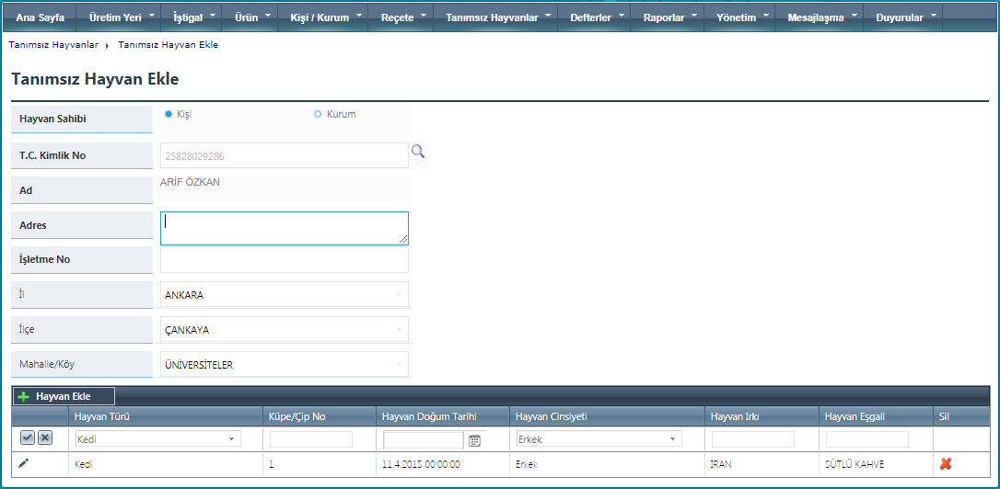 Ana Sayfa Üretim Yeri İştigal Ürün Kişi / Kurum Reçete Tanımsız Hayvanlar Defterler Raporlar Yönetim Mesajlaşma Duyurular
Tanımsız Hayvanlar Tanımsız Hayvan Ekle
Tanımsız Hayvan Ekle
Hayvan Sahibi Kişi Kurum
T.C. Kimlik No 25828029286
Ad ARİF ÖZKAN
Adres
İşletme No
İl ANKARA
İlçe ÇANKAYA
Mahalle/Köy ÜNİVERSİTELER
Hayvan Ekle
Hayvan Türü Küpe/Çip No Hayvan Doğum Tarihi Hayvan Cinsiyeti Hayvan Irkı Hayvan Eşgali Sil
Kedi Erkek
Kedi 1 11.4.2015 00:00:00 Erkek İRAN SÜTLÜ KAHVE